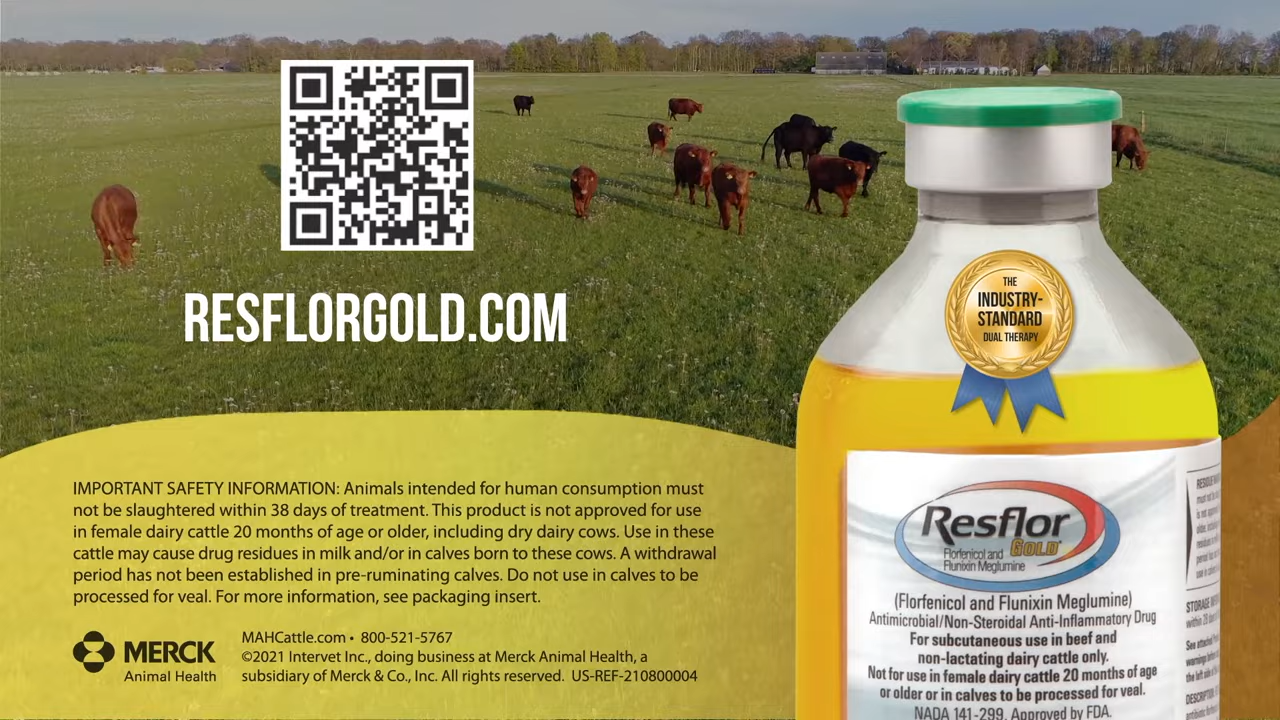 RESFLORGOLD.COM
IMPORTANT SAFETY INFORMATION: Animals intended for human consumption must
not be slaughtered within 38 days of treatment. This product is not approved for use
in female dairy cattle 20 months of age or older, including dry dairy cows. Use in these
cattle may cause drug residues in milk and/or in calves born to these cows. A withdrawal
period has not been established in pre-ruminating calves. Do not use in calves to be
processed for veal. For more information, see packaging insert.
MERCK
Animal Health
MAHCattle.com • 800-521-5767
©2021 Intervet Inc., doing business at Merck Animal Health, a
subsidiary of Merck & Co., Inc. All rights reserved. US-REF-210800004
THE
INDUSTRY-
STANDARD
DUAL THERAPY
Resflor
GOLD®
Florfenicol and
Flunixin Meglumine
(Florfenicol and Flunixin Meglumine)
Antimicrobial/Non-Steroidal Anti-Inflammatory Drug
For subcutaneous use in beef and
non-lactating dairy cattle only.
Not for use in female dairy cattle 20 months of age
or older or in calves to be processed for veal.
NADA 141-299, Approved by FDA.